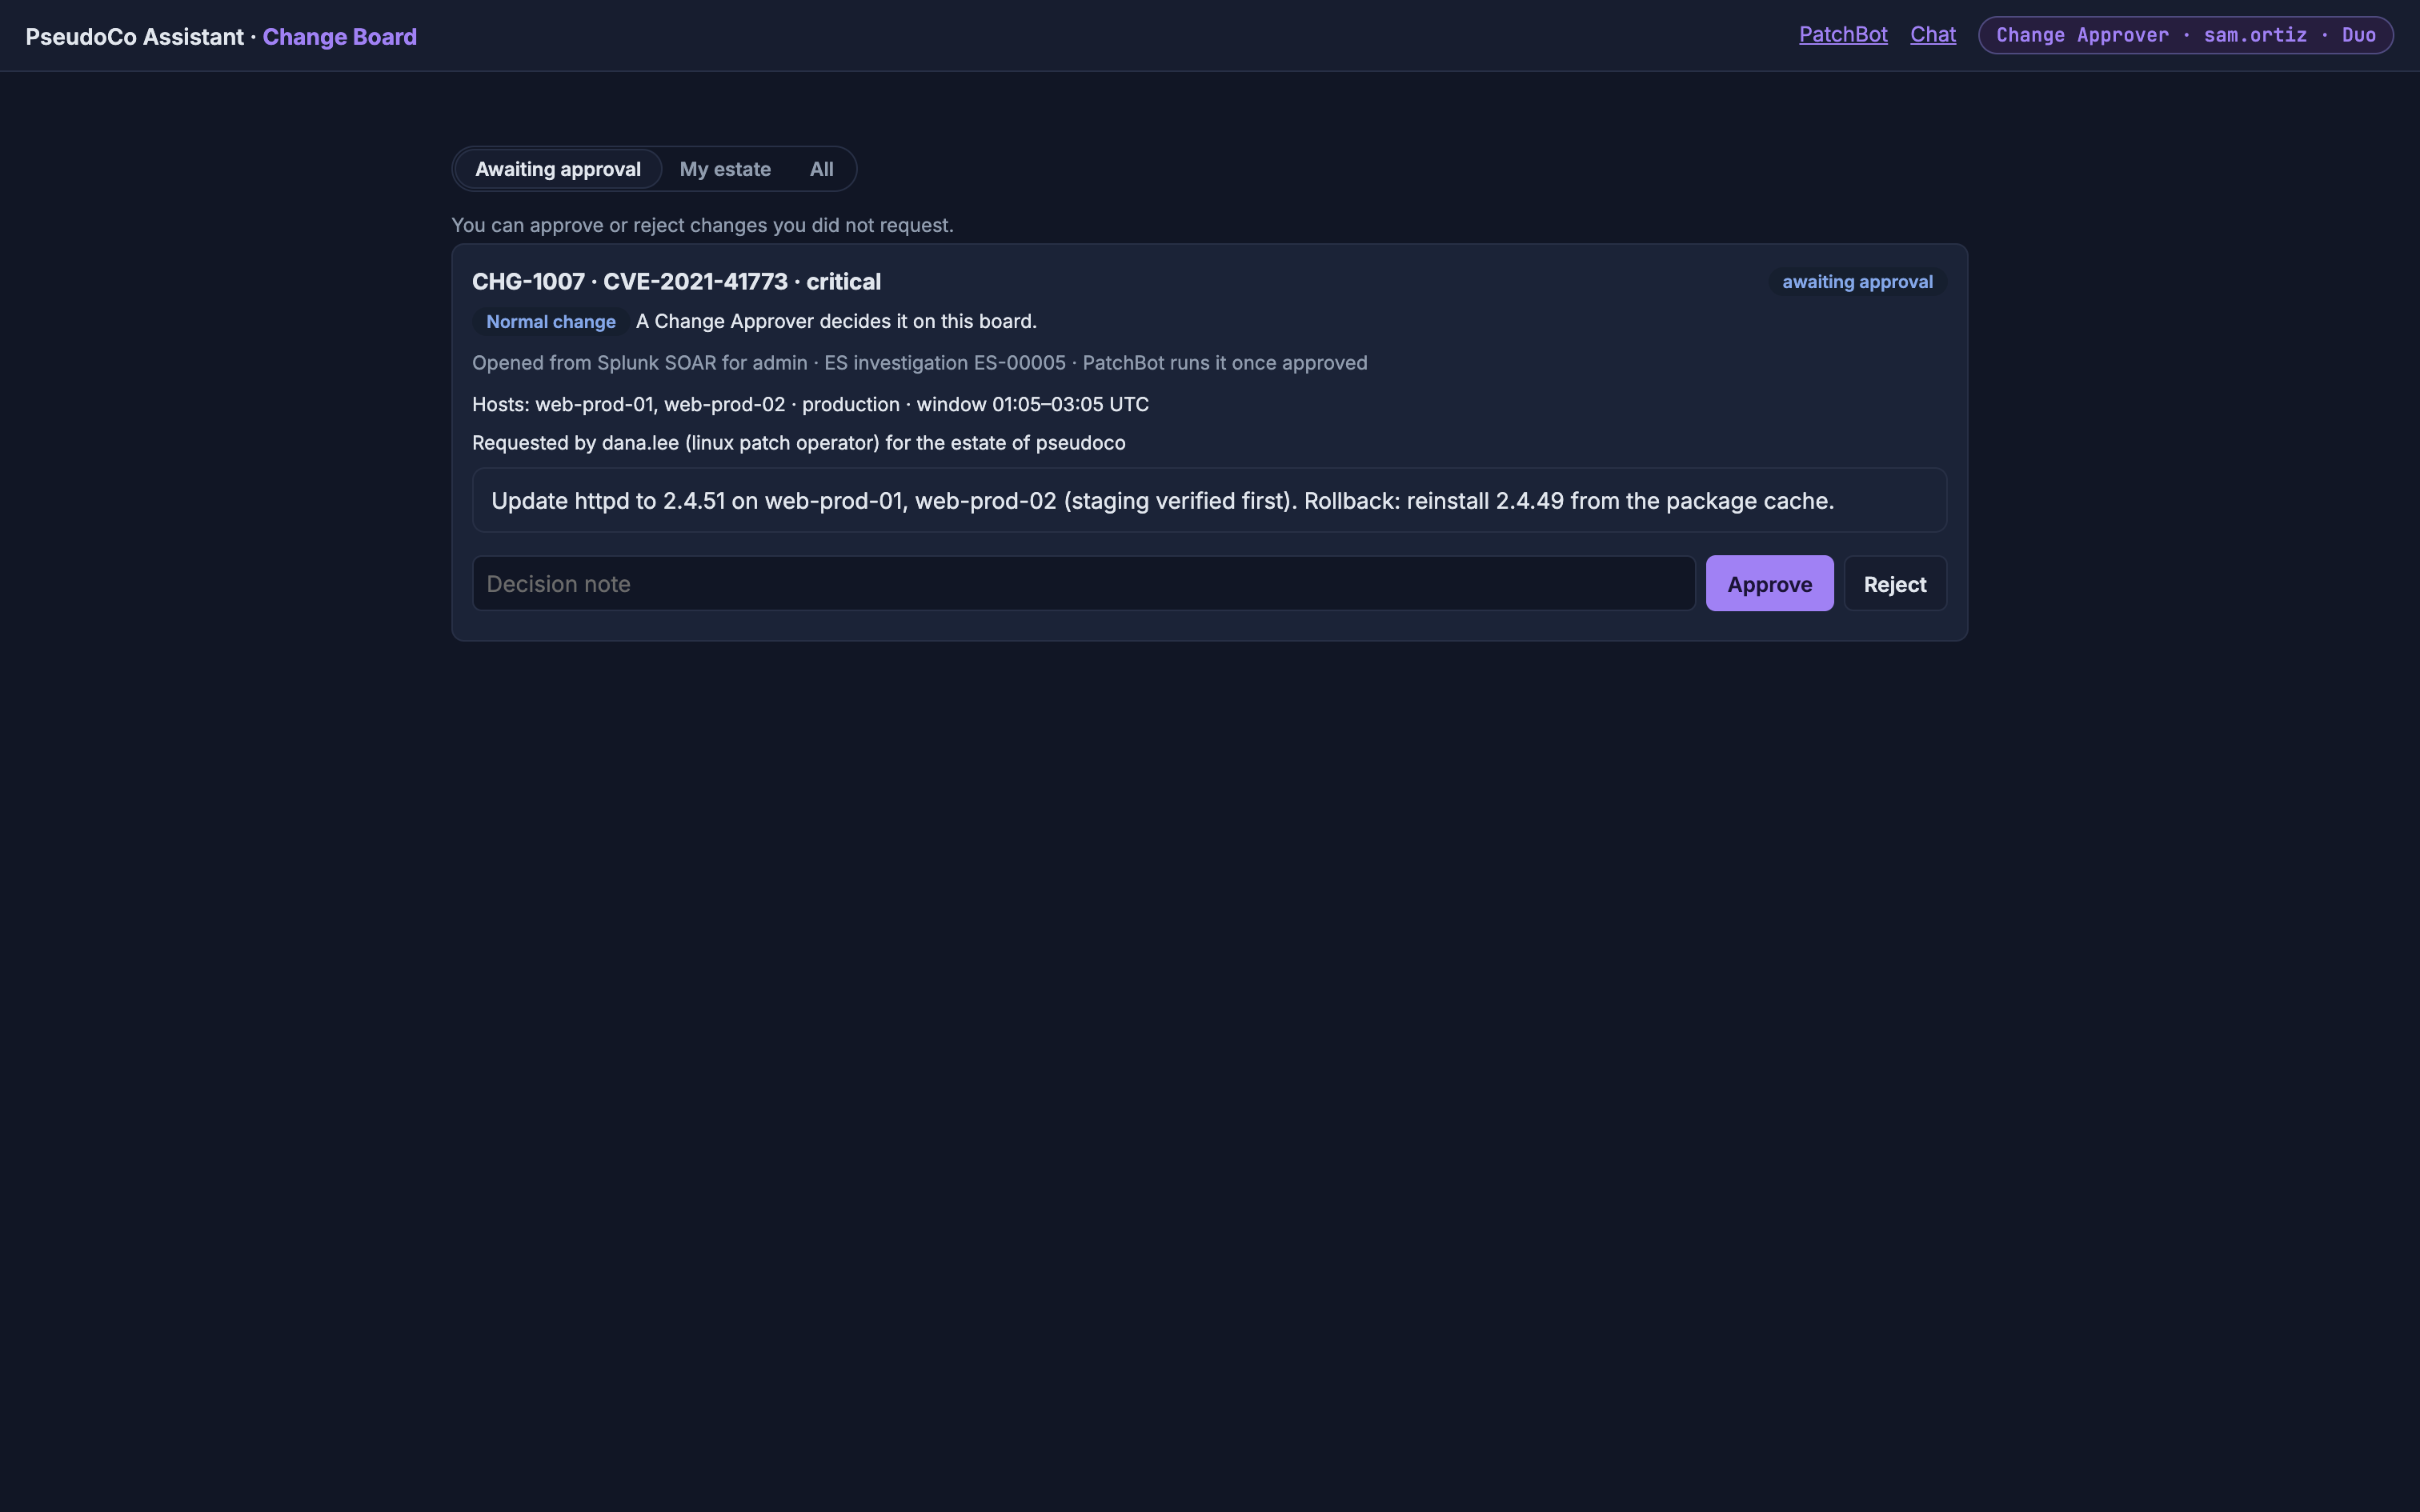 PseudoCo Assistant · Change Board
PatchBot Chat Change Approver · sam.ortiz · Duo
Awaiting approval My estate All
You can approve or reject changes you did not request.
CHG-1007 · CVE-2021-41773 · critical awaiting approval
Normal change A Change Approver decides it on this board.
Opened from Splunk SOAR for admin · ES investigation ES-00005 · PatchBot runs it once approved
Hosts: web-prod-01, web-prod-02 · production · window 01:05–03:05 UTC
Requested by dana.lee (linux patch operator) for the estate of pseudoco
Update httpd to 2.4.51 on web-prod-01, web-prod-02 (staging verified first). Rollback: reinstall 2.4.49 from the package cache.
Decision note Approve Reject